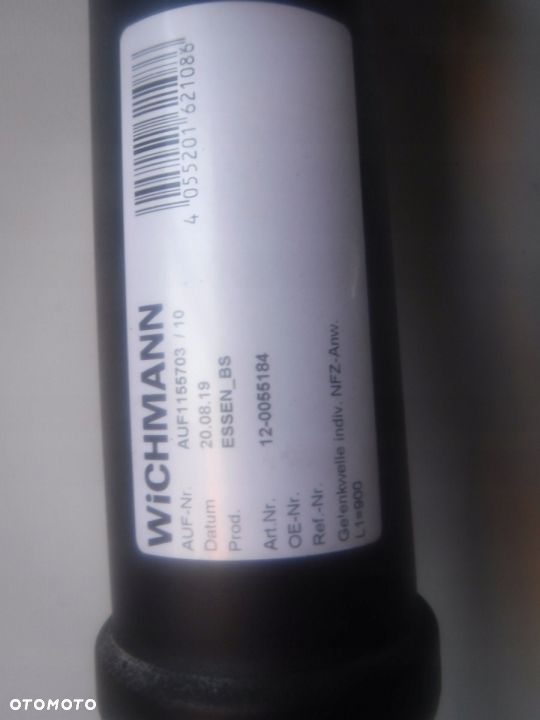 4 055201 621086
WiCHMANN
AUF-Nr. AUF1155703 / 10
Datum 20.08.19
Prod. ESSEN_BS
Art.Nr. 12-0055184
OE-Nr.
Ref.-Nr.
Gelenkwelle indiv. NFZ-Anw.
L1=900
OTOMOTO